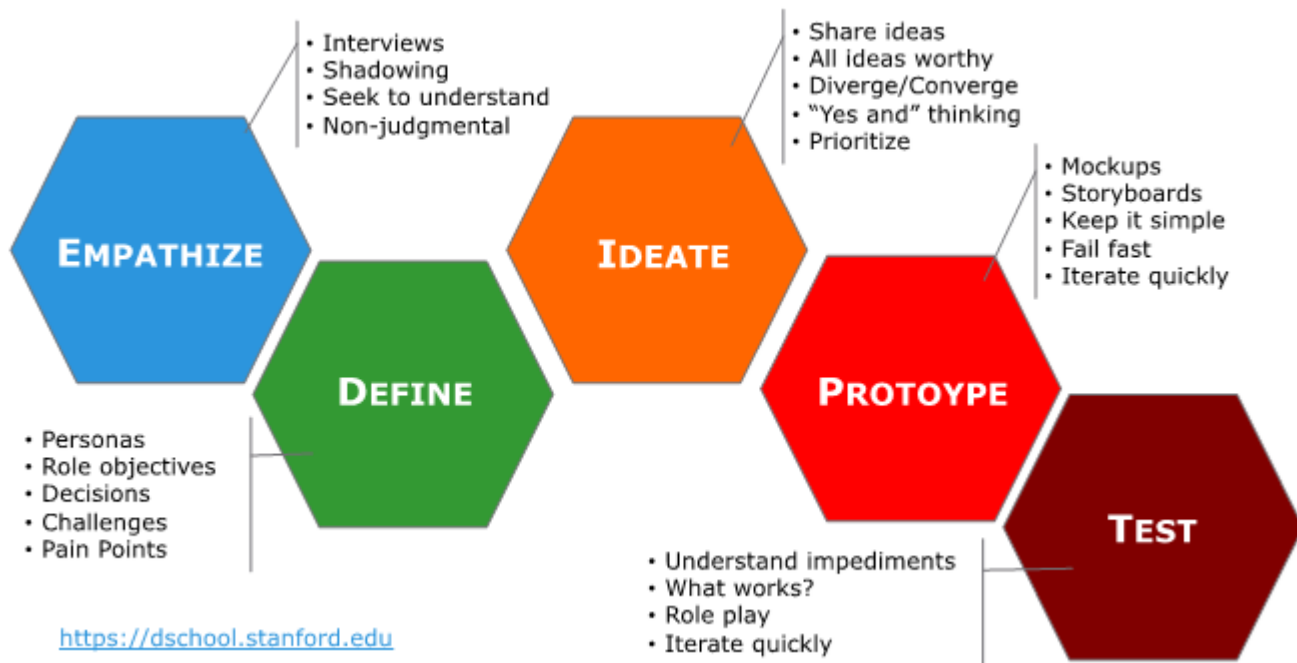 EMPATHIZE
• Interviews
• Shadowing
• Seek to understand
• Non-judgmental
DEFINE
• Personas
• Role objectives
• Decisions
• Challenges
• Pain Points
IDEATE
• Share ideas
• All ideas worthy
• Diverge/Converge
• “Yes and” thinking
• Prioritize
PROTOYPE
• Mockups
• Storyboards
• Keep it simple
• Fail fast
• Iterate quickly
TEST
• Understand impediments
• What works?
• Role play
• Iterate quickly
https://dschool.stanford.edu